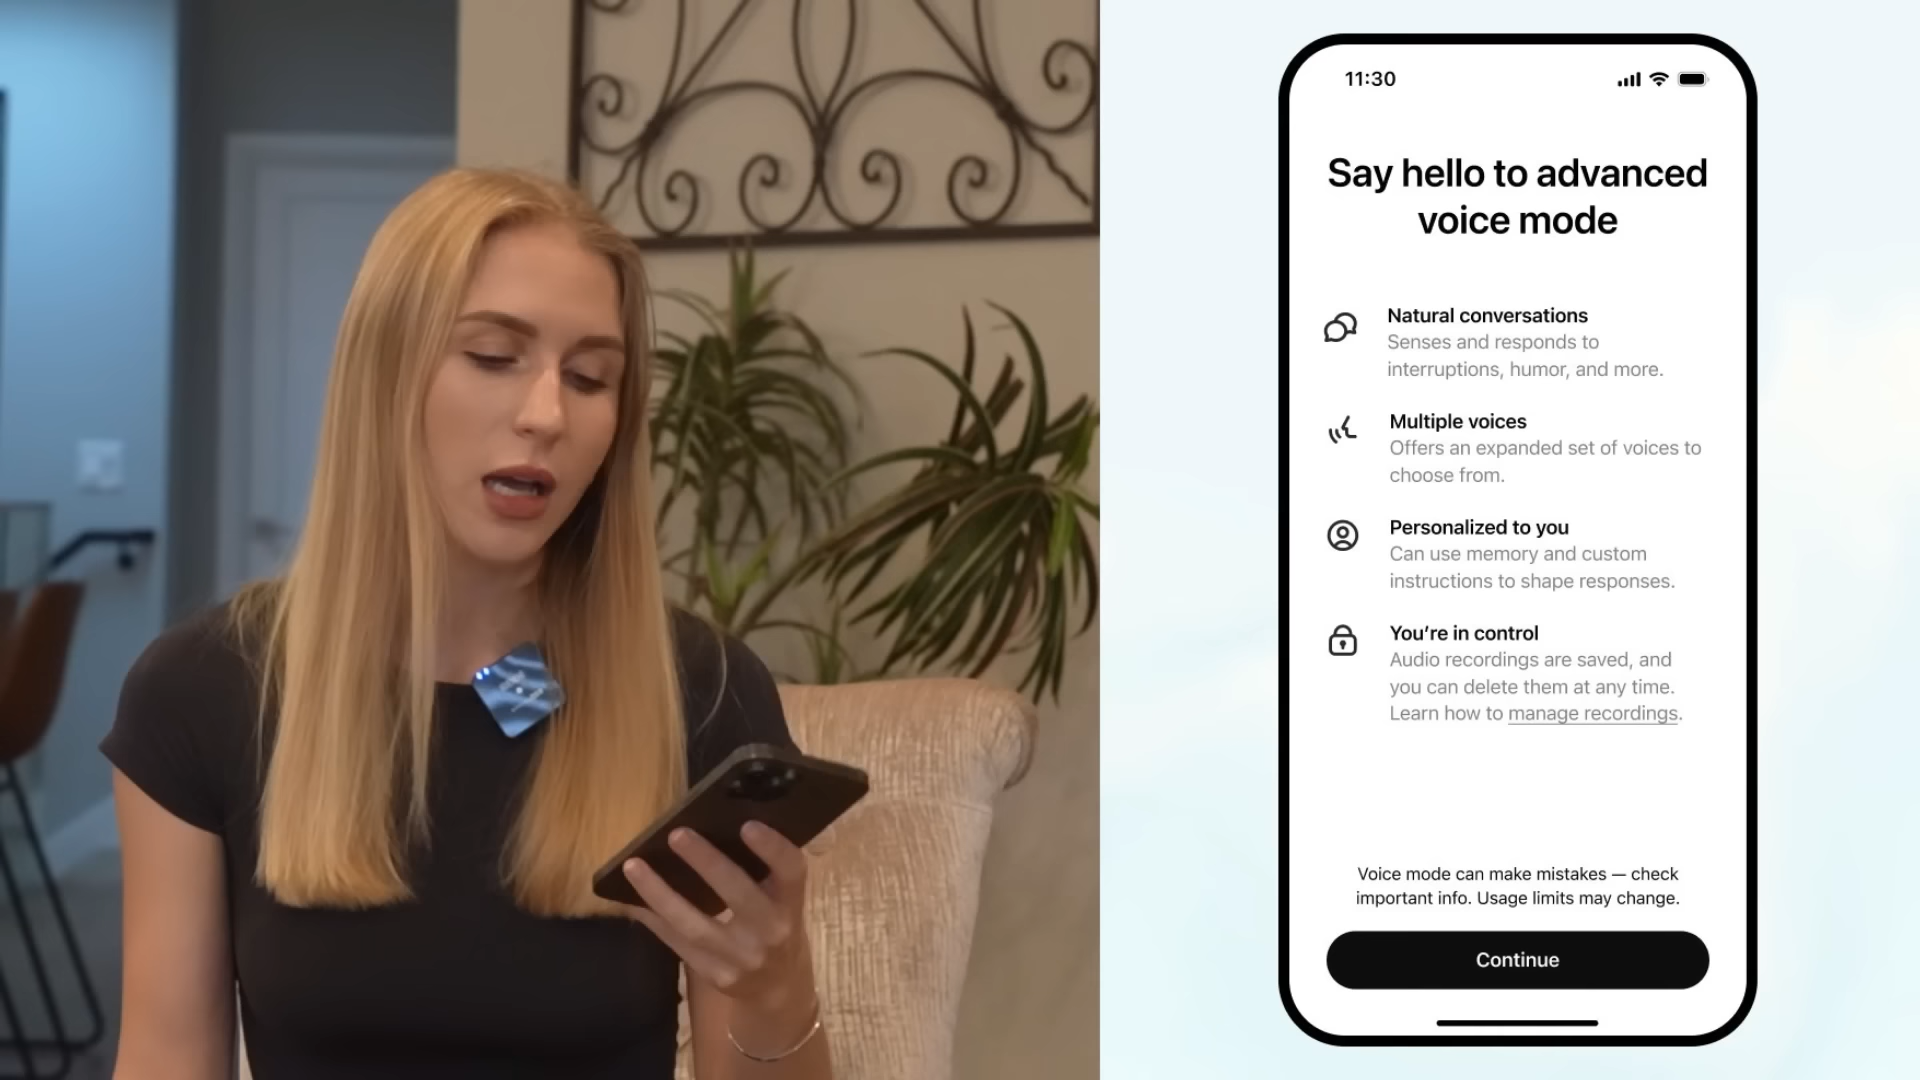 11:30
Say hello to advanced
voice mode
Natural conversations
Senses and responds to
interruptions, humor, and more.
Multiple voices
Offers an expanded set of voices to
choose from.
Personalized to you
Can use memory and custom
instructions to shape responses.
You’re in control
Audio recordings are saved, and
you can delete them at any time.
Learn how to manage recordings.
Voice mode can make mistakes — check
important info. Usage limits may change.
Continue